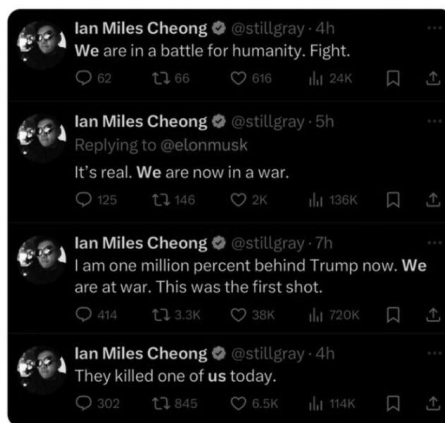 Ian Miles Cheong @stillgray · 4h
We are in a battle for humanity. Fight.
62 66 616 24K
Ian Miles Cheong @stillgray · 5h
Replying to @elonmusk
It's real. We are now in a war.
125 146 2K 136K
Ian Miles Cheong @stillgray · 7h
I am one million percent behind Trump now. We
are at war. This was the first shot.
414 3.3K 38K 720K
Ian Miles Cheong @stillgray · 4h
They killed one of us today.
302 845 6.5K 114K